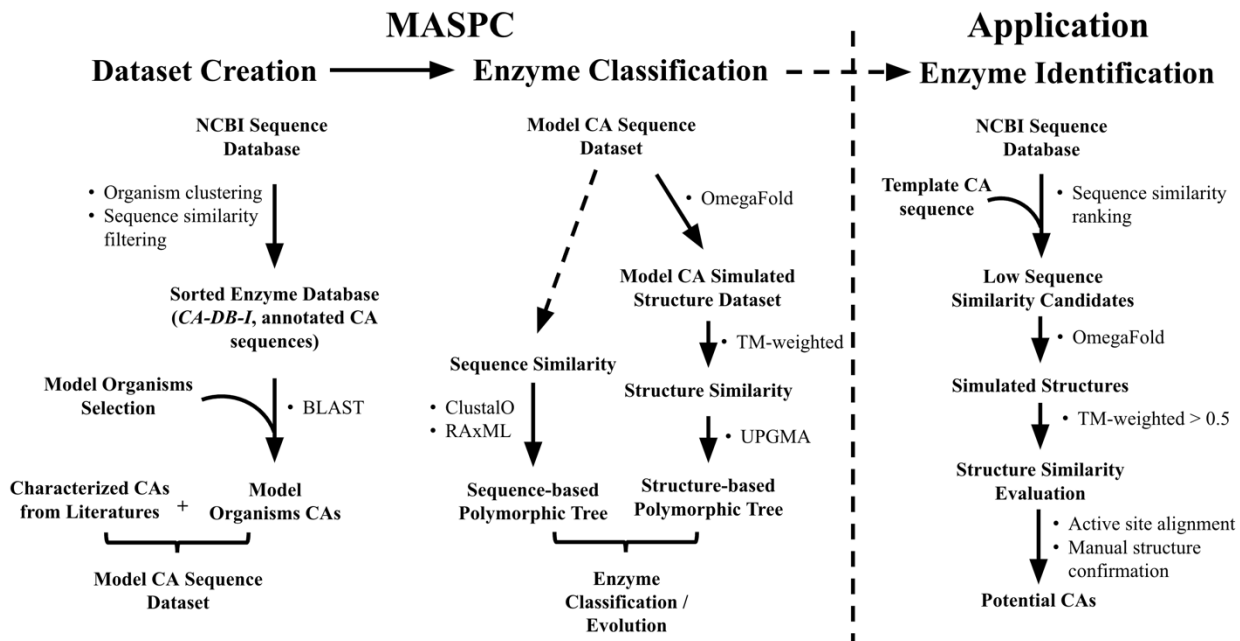 MASPC
Application
Dataset Creation
Enzyme Classification
Enzyme Identification
NCBI Sequence
Database
• Organism clustering
• Sequence similarity
filtering
Sorted Enzyme Database
(CA-DB-I, annotated CA
sequences)
Model Organisms
Selection
• BLAST
Characterized CAs
from Literatures
+
Model
Organisms CAs
Model CA Sequence
Dataset
Model CA Sequence
Dataset
• OmegaFold
Model CA Simulated
Structure Dataset
• TM-weighted
Sequence Similarity
Structure Similarity
• ClustalO
• RAxML
• UPGMA
Sequence-based
Polymorphic Tree
Structure-based
Polymorphic Tree
Enzyme
Classification /
Evolution
NCBI Sequence
Database
Template CA
sequence
• Sequence similarity
ranking
Low Sequence
Similarity Candidates
• OmegaFold
Simulated Structures
• TM-weighted > 0.5
Structure Similarity
Evaluation
• Active site alignment
• Manual structure
confirmation
Potential CAs